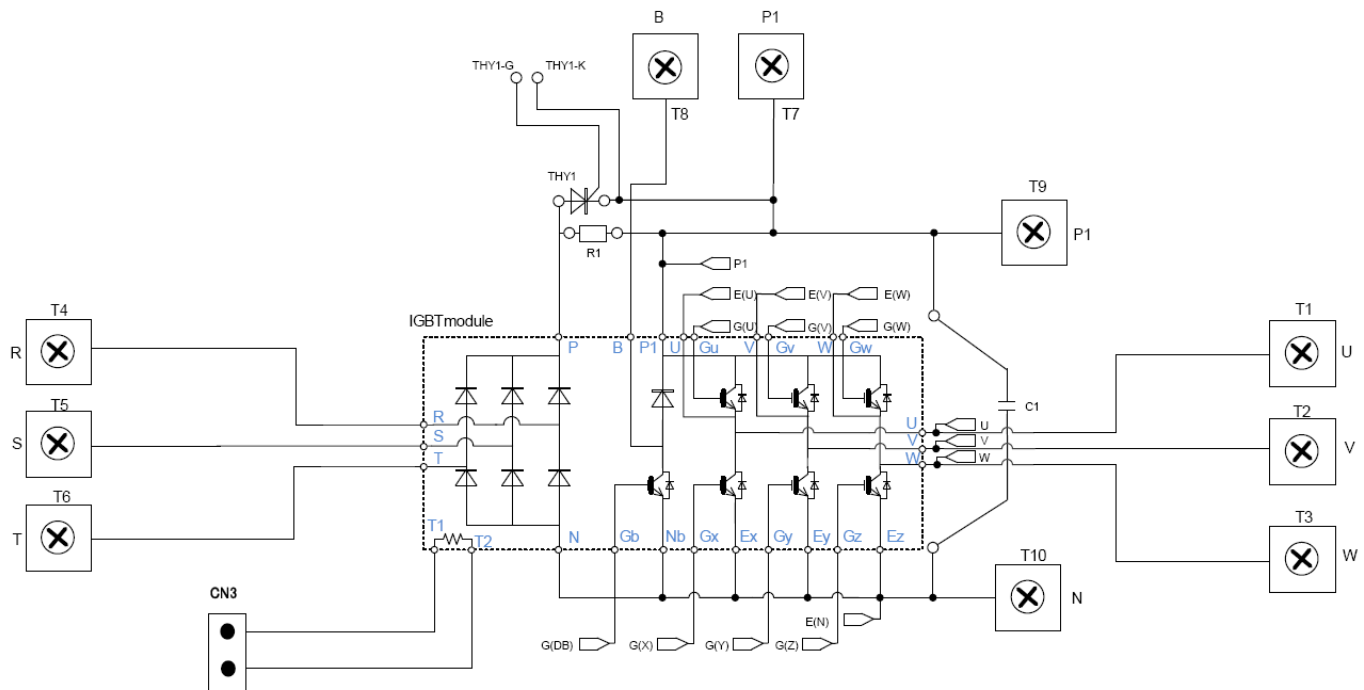 B P1
THY1-G THY1-K
T8 T7
THY1
T9
P1
R1
P1
E(U) E(V) E(W)
G(U) G(V) G(W)
IGBTmodule
T4
R
T1
U
P B P1 U Gu V Gv W Gw
C1
T5
S
R
S
T
U
V
W
U
V
W
T2
V
T6
T
T1 T2
N Gb Nb Gx Ex Gy Ey Gz Ez
T3
W
T10
N
CN3
E(N)
G(DB) G(X) G(Y) G(Z)